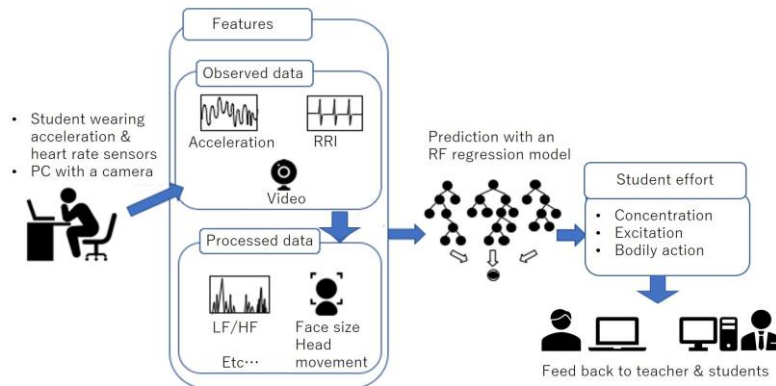 Features
Observed data
Acceleration
RRI
Video
• Student wearing
acceleration &
heart rate sensors
• PC with a camera
Processed data
LF/HF
Face size
Head
movement
Etc…
Prediction with an
RF regression model
Student effort
• Concentration
• Excitation
• Bodily action
Feed back to teacher & students